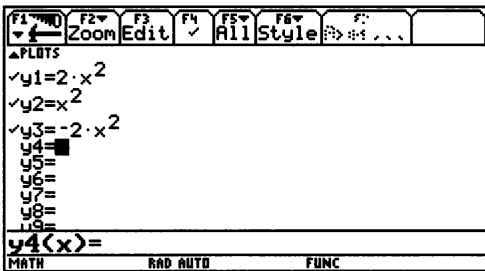 F1 F2 Zoom F3 Edit F4 ✓ F5 All F6 Style
PLOTS
✓y1=2·x²
✓y2=x²
✓y3=-2·x²
y4=
y5=
y6=
y7=
y8=
y9=
y4(x)=
MATH RAD AUTO FUNC